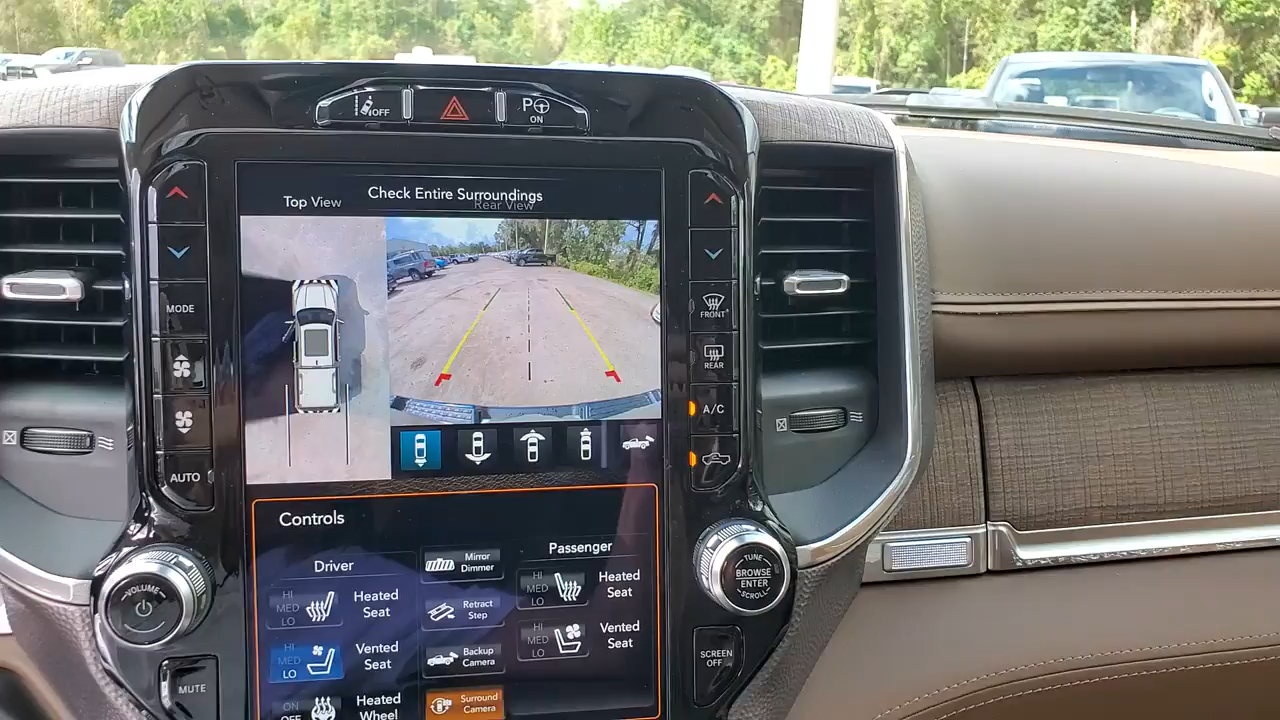 OFF
P
ON
Check Entire Surroundings
Top View
Rear View
MODE
FRONT
REAR
A/C
AUTO
Controls
Driver
Mirror
Dimmer
Passenger
HI
MED
LO
Heated
Seat
Retract
Step
HI
MED
LO
Heated
Seat
HI
MED
LO
Vented
Seat
Backup
Camera
HI
MED
LO
Vented
Seat
ON
OFF
Heated
Wheel
Surround
Camera
VOLUME
MUTE
TUNE
BROWSE
ENTER
SCROLL
SCREEN
OFF